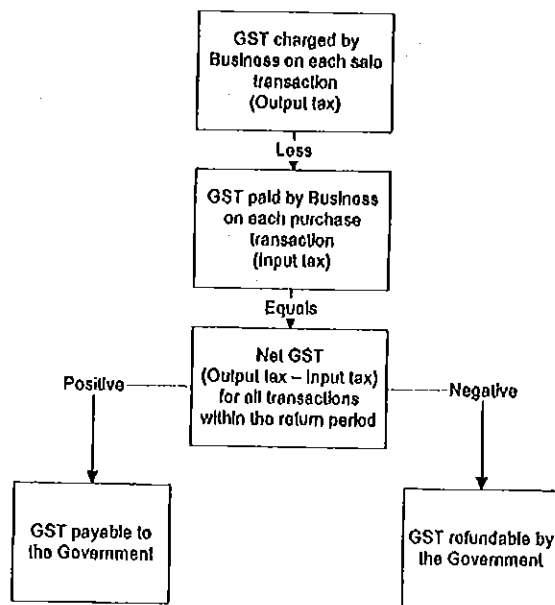 GST charged by
Business on each sale
transaction
(Output tax)
Less
GST paid by Business
on each purchase
transaction
(Input tax)
Equals
Net GST
(Output tax – Input tax)
for all transactions
within the return period
Positive
Negative
GST payable to
the Government
GST refundable by
the Government